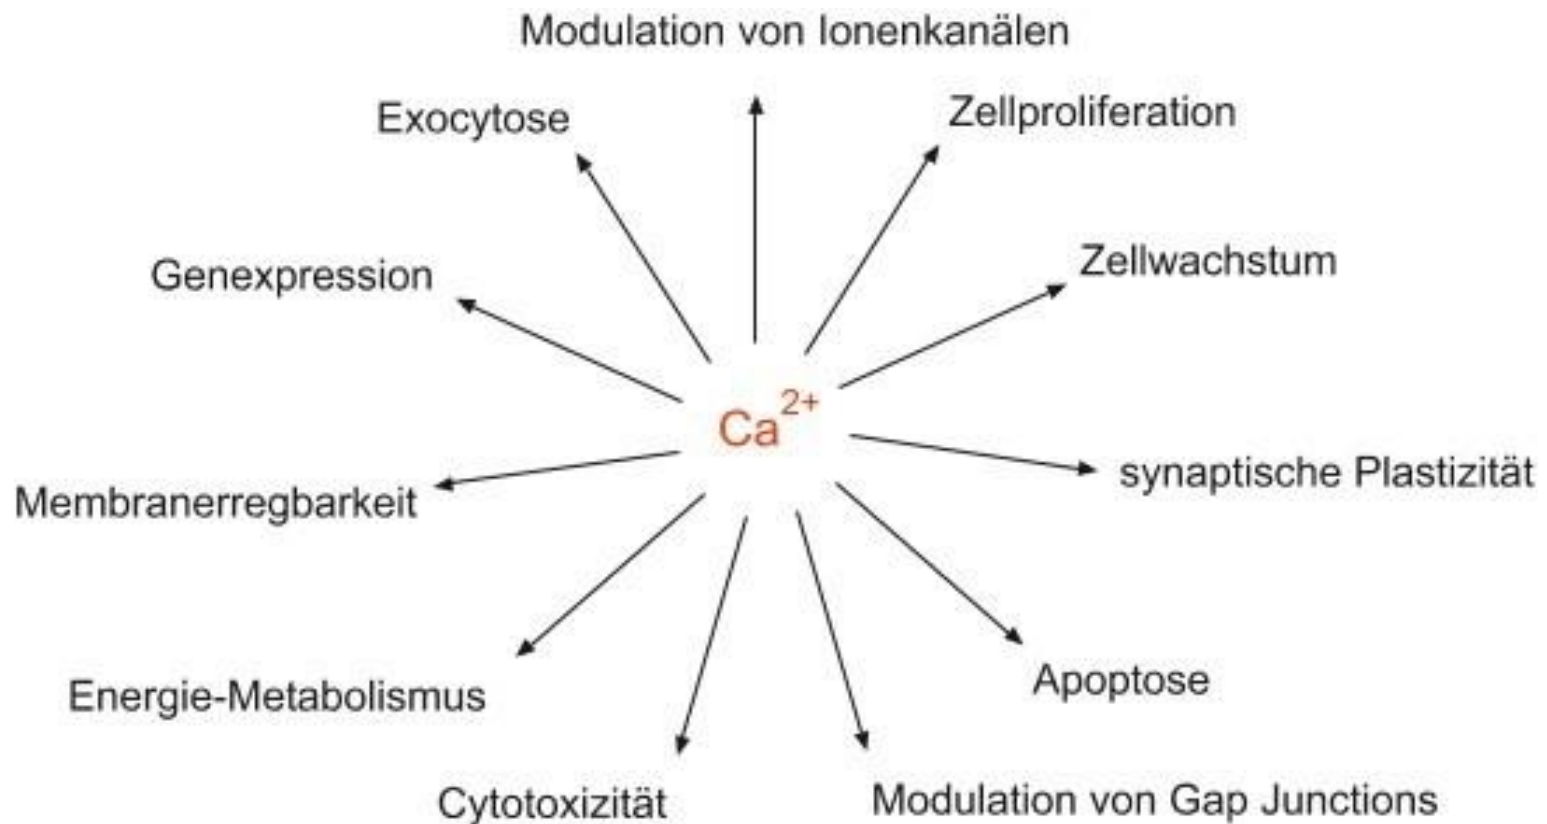 Modulation von Ionenkanälen
Exocytose
Zellproliferation
Genexpression
Zellwachstum
Ca2+
Membranerregbarkeit
synaptische Plastizität
Energie-Metabolismus
Apoptose
Cytotoxizität
Modulation von Gap Junctions